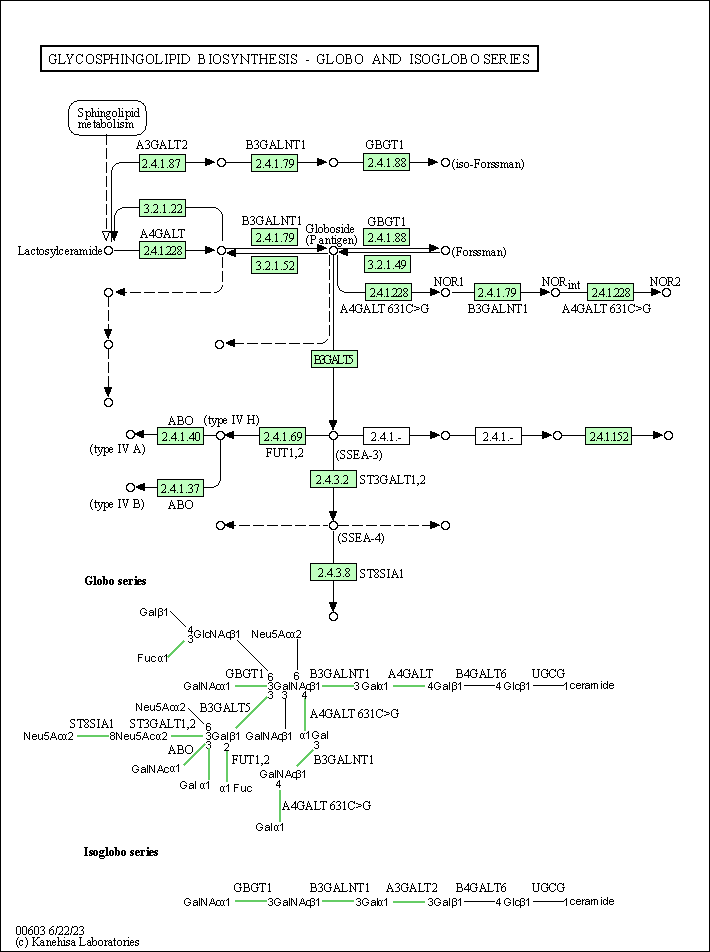 GLYCOSPHINGOLIPID BIOSYNTHESIS - GLOBO AND ISOGLOBO SERIES
Sphingolipid
metabolism
A3GALT2 B3GALNT1 GBGT1
2.4.1.87 2.4.1.79 2.4.1.88 (iso-Forssman)
3.2.1.22
B3GALNT1 Globoside GBGT1
A4GALT 2.4.1.79 (P antigen) 2.4.1.88
Lactosylceramide 2.4.1.228 (Forssman)
3.2.1.52 3.2.1.49
NOR1 NORint NOR2
2.4.1.228 2.4.1.79 2.4.1.228
A4GALT 631C>G B3GALNT1 A4GALT 631C>G
B3GALT5
ABO (type IV H)
2.4.1.40 2.4.1.69 2.4.1.- 2.4.1.- 2.4.1.152
(type IV A) FUT1,2 (SSEA-3)
2.4.3.2 ST3GALT1,2
2.4.1.37
(type IV B) ABO
(SSEA-4)
2.4.3.8 ST8SIA1
Globo series
Galβ1
4
3 GlcNAcβ1 Neu5Acα2
Fucα1
GBGT1 6 6 B3GALNT1 A4GALT B4GALT6 UGCG
GalNAcα1 3GalNAcβ1 3 Galα1 4Galβ1 4 Glcβ1 1 ceramide
3 3 4
B3GALT5
Neu5Acα2 A4GALT 631C>G
ST8SIA1 ST3GALT1,2 6
Neu5Acα2 8Neu5Acα2 3Galβ1 GalNAcβ1 α1 Gal
3 2 3
ABO FUT1,2 B3GALNT1
GalNAcα1 GalNAcβ1
Gal α1 α1 Fuc 4
A4GALT 631C>G
Galα1
Isoglobo series
GBGT1 B3GALNT1 A3GALT2 B4GALT6 UGCG
GalNAcα1 3GalNAcβ1 3Galα1 3Galβ1 4 Glcβ1 1ceramide
00603 6/22/23
(c) Kanehisa Laboratories